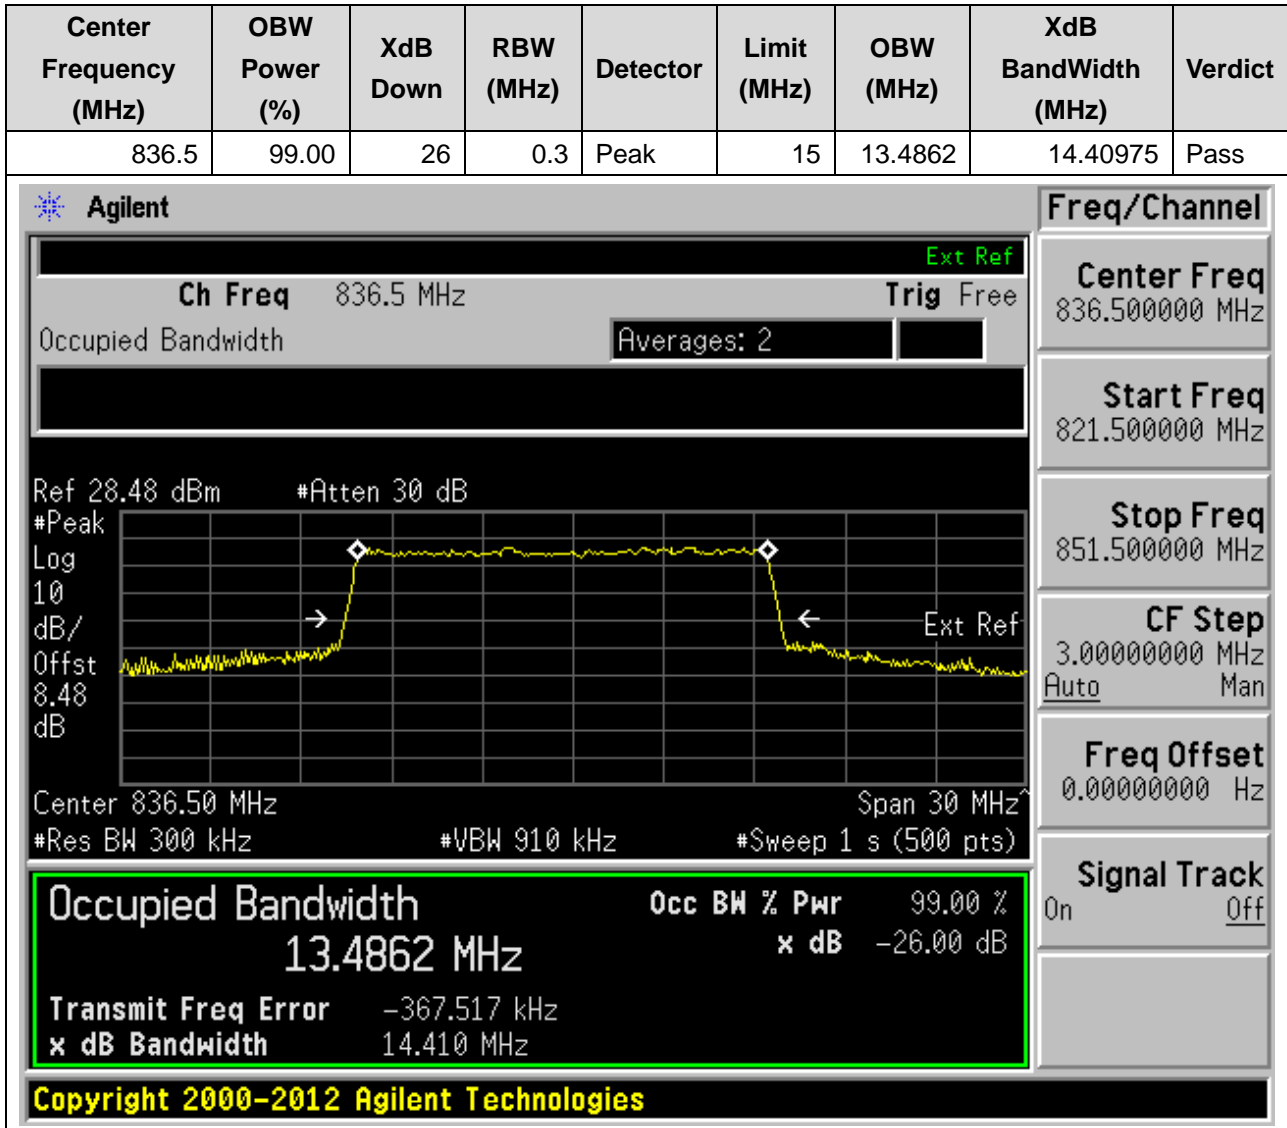 Center Frequency (MHz) OBW Power (%) XdB Down RBW (MHz) Detector Limit (MHz) OBW (MHz) XdB BandWidth (MHz) Verdict
836.5 99.00 26 0.3 Peak 15 13.4862 14.40975 Pass
Agilent
Freq/Channel
Ext Ref
Ch Freq 836.5 MHz Trig Free
Occupied Bandwidth Averages: 2
Ref 28.48 dBm #Atten 30 dB
#Peak
Log
10
dB/
Offst
8.48
dB
Ext Ref
Center 836.50 MHz Span 30 MHz^
#Res BW 300 kHz #VBW 910 kHz #Sweep 1 s (500 pts)
Occupied Bandwidth Occ BW % Pwr 99.00 %
13.4862 MHz x dB -26.00 dB
Transmit Freq Error -367.517 kHz
x dB Bandwidth 14.410 MHz
Center Freq
836.500000 MHz
Start Freq
821.500000 MHz
Stop Freq
851.500000 MHz
CF Step
3.00000000 MHz
Auto Man
Freq Offset
0.00000000 Hz
Signal Track
On Off
Copyright 2000-2012 Agilent Technologies